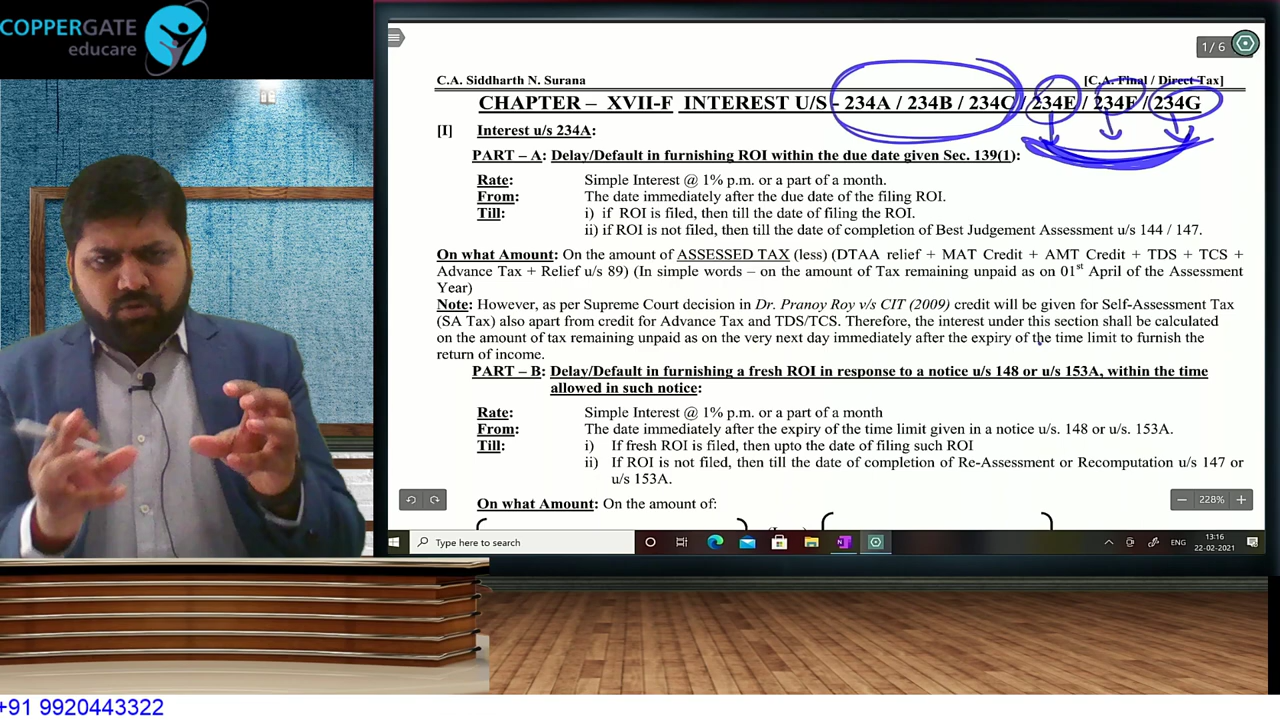 COPPERGATE
educare
1/6
C.A. Siddharth N. Surana [C.A. Final / Direct Tax]
CHAPTER – XVII-F INTEREST U/S - 234A / 234B / 234C / 234E / 234F / 234G
[I] Interest u/s 234A:
PART – A: Delay/Default in furnishing ROI within the due date given Sec. 139(1):
Rate: Simple Interest @ 1% p.m. or a part of a month.
From: The date immediately after the due date of the filing ROI.
Till: i) if ROI is filed, then till the date of filing the ROI.
ii) if ROI is not filed, then till the date of completion of Best Judgement Assessment u/s 144 / 147.
On what Amount: On the amount of ASSESSED TAX (less) (DTAA relief + MAT Credit + AMT Credit + TDS + TCS +
Advance Tax + Relief u/s 89) (In simple words – on the amount of Tax remaining unpaid as on 01st April of the Assessment
Year)
Note: However, as per Supreme Court decision in Dr. Pranoy Roy v/s CIT (2009) credit will be given for Self-Assessment Tax
(SA Tax) also apart from credit for Advance Tax and TDS/TCS. Therefore, the interest under this section shall be calculated
on the amount of tax remaining unpaid as on the very next day immediately after the expiry of the time limit to furnish the
return of income.
PART – B: Delay/Default in furnishing a fresh ROI in response to a notice u/s 148 or u/s 153A, within the time
allowed in such notice:
Rate: Simple Interest @ 1% p.m. or a part of a month
From: The date immediately after the expiry of the time limit given in a notice u/s. 148 or u/s. 153A.
Till: i) If fresh ROI is filed, then upto the date of filing such ROI
ii) If ROI is not filed, then till the date of completion of Re-Assessment or Recomputation u/s 147 or
u/s 153A.
On what Amount: On the amount of:
228%
Type here to search
ENG
13:16
22-02-2021
+91 9920443322